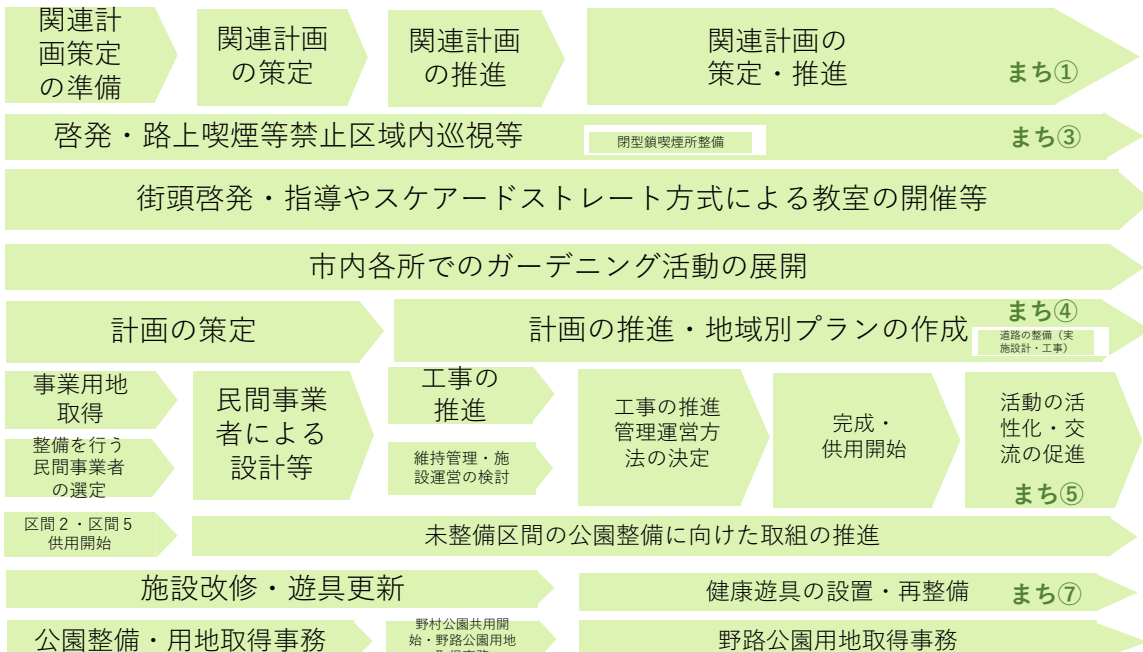 関連計
画策定
の準備
関連計画
の策定
関連計画
の推進
関連計画の
策定・推進
まち①
啓発・路上喫煙等禁止区域内巡視等
閉型鎖喫煙所整備
まち③
街頭啓発・指導やスケアードストレート方式による教室の開催等
市内各所でのガーデニング活動の展開
計画の策定
計画の推進・地域別プランの作成
まち④
道路の整備（実
施設計・工事）
事業用地
取得
整備を行う
民間事業者
の選定
民間事業
者による
設計等
工事の
推進
維持管理・施
設運営の検討
工事の推進
管理運営方
法の決定
完成・
供用開始
活動の活
性化・交
流の促進
まち⑤
区間２・区間５
供用開始
未整備区間の公園整備に向けた取組の推進
施設改修・遊具更新
健康遊具の設置・再整備
まち⑦
公園整備・用地取得事務
野村公園共用開
始・野路公園用地
野路公園用地取得事務